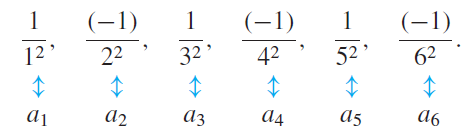 1/1², (−1)/2², 1/3², (−1)/4², 1/5², (−1)/6².
↕ ↕ ↕ ↕ ↕ ↕
a₁ a₂ a₃ a₄ a₅ a₆